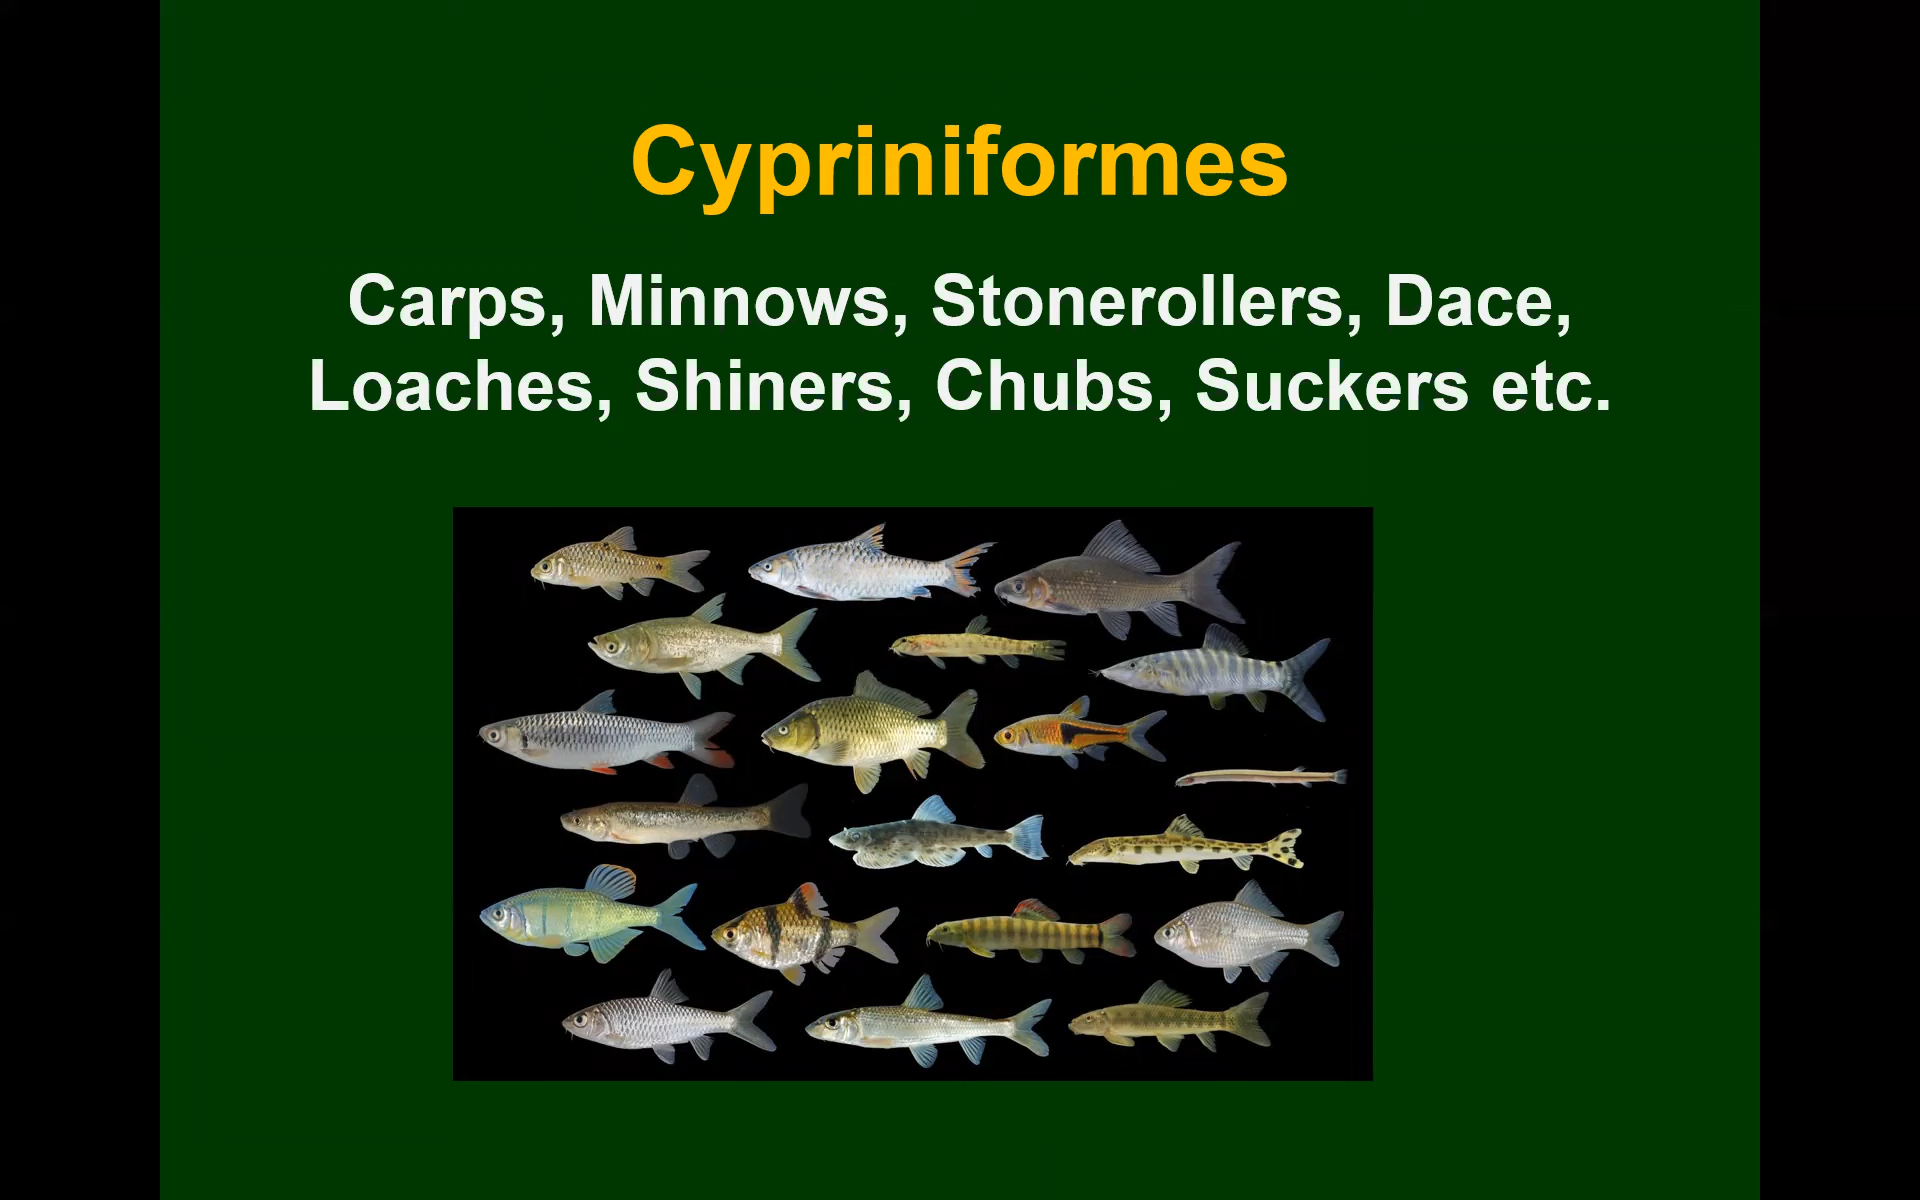 Cypriniformes
Carps, Minnows, Stonerollers, Dace,
Loaches, Shiners, Chubs, Suckers etc.